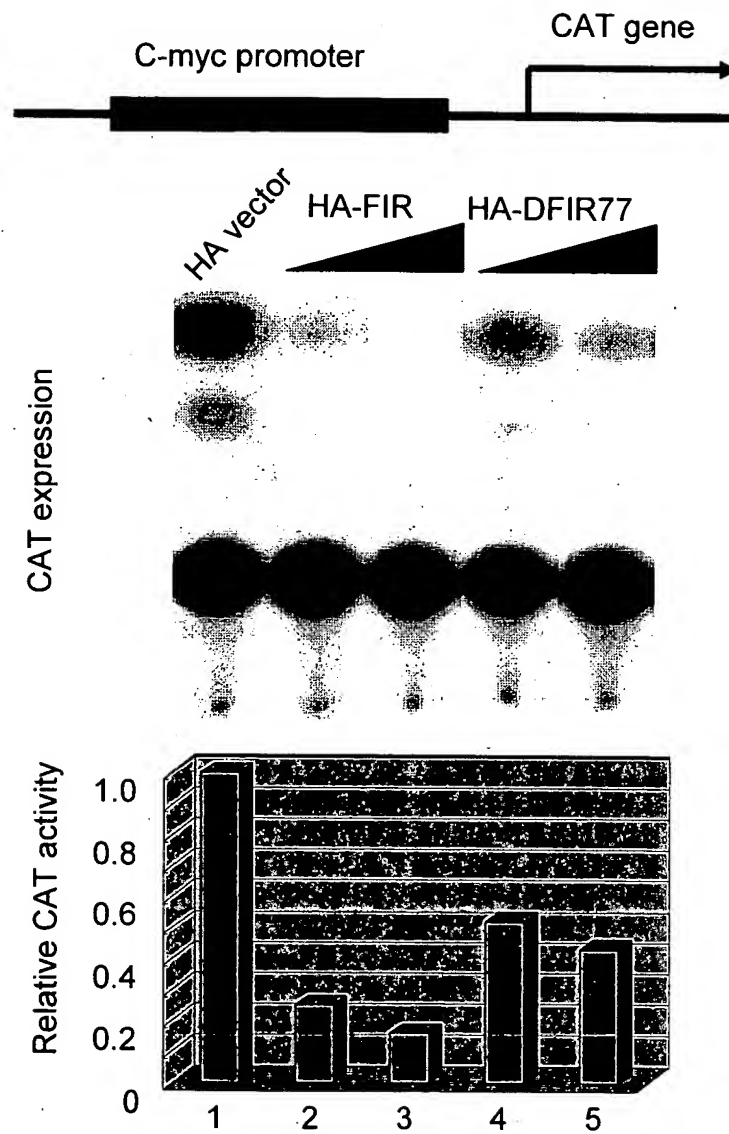 CAT gene
C-myc promoter
HA vector
HA-FIR
HA-DFIR77
CAT expression
Relative CAT activity
1.0
0.8
0.6
0.4
0.2
0
1 2 3 4 5